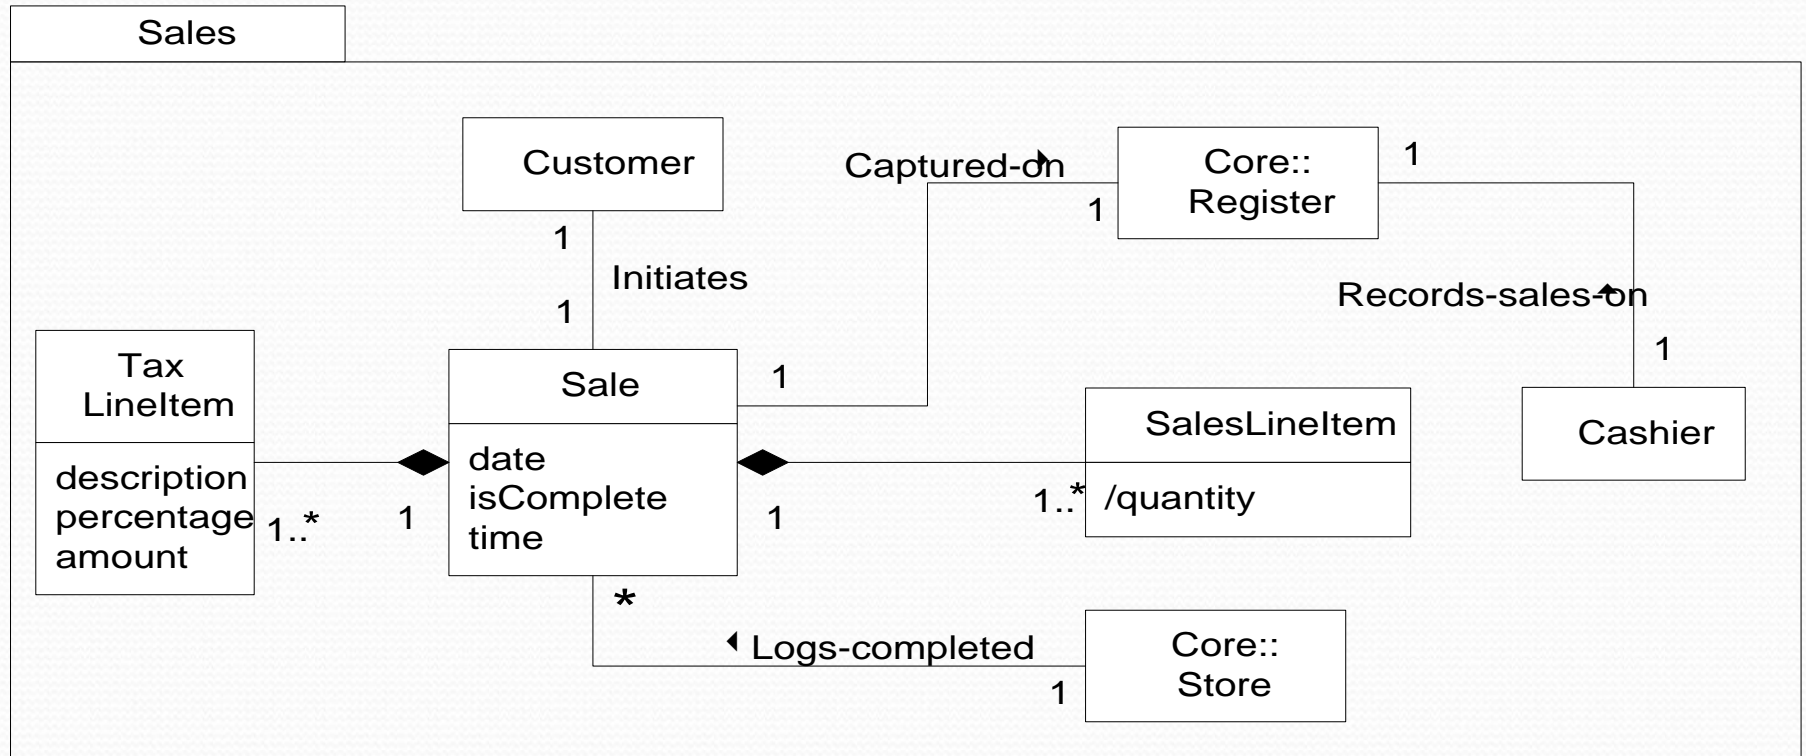 Sales
Customer
Captured-on
Core::
Register
1
1
1
Initiates
1
Records-sales-on
1
Tax
LineItem
Sale
1
SalesLineItem
Cashier
description
percentage
amount
date
isComplete
time
1..*
1
1
1..*
/quantity
*
Logs-completed
1
Core::
Store